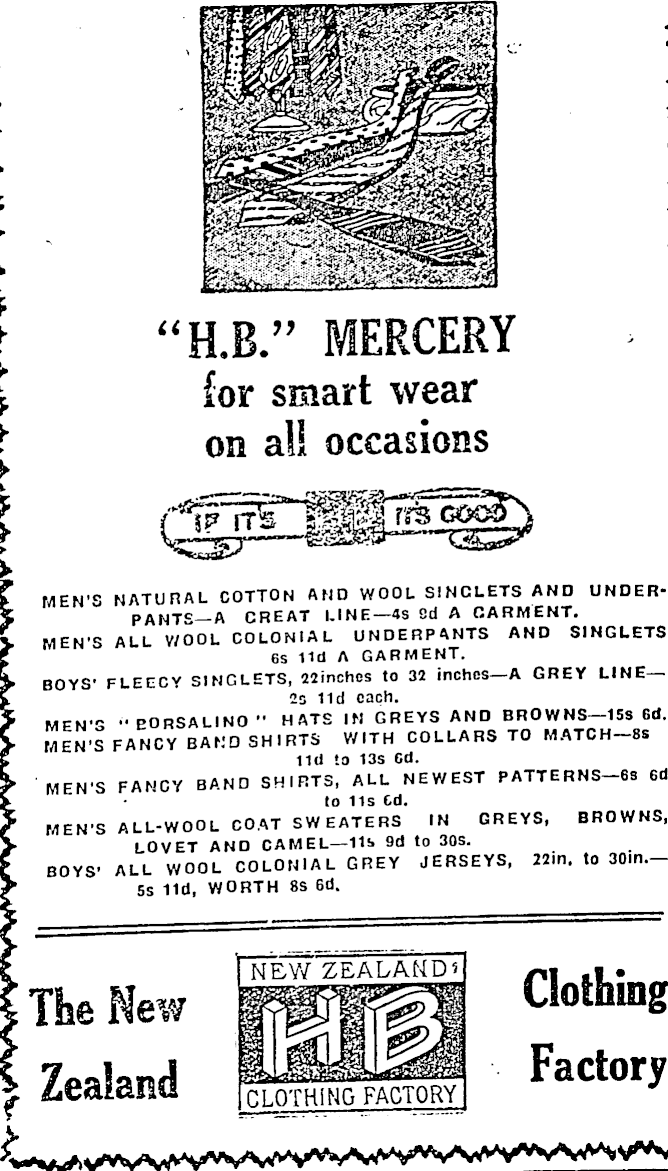 "H.B." MERCERY
for smart wear
on all occasions
IF IT'S IT'S GOOD
MEN'S NATURAL COTTON AND WOOL SINGLETS AND UNDER-
PANTS—A GREAT LINE—4s 9d A GARMENT.
MEN'S ALL WOOL COLONIAL UNDERPANTS AND SINGLETS
6s 11d A GARMENT.
BOYS' FLEECY SINGLETS, 22inches to 32 inches—A GREY LINE—
2s 11d each.
MEN'S "BORSALINO" HATS IN GREYS AND BROWNS—15s 6d.
MEN'S FANCY BAND SHIRTS WITH COLLARS TO MATCH—8s
11d to 13s 6d.
MEN'S FANCY BAND SHIRTS, ALL NEWEST PATTERNS—6s 6d
to 11s 6d.
MEN'S ALL-WOOL COAT SWEATERS IN GREYS, BROWNS,
LOVET AND CAMEL—11s 9d to 30s.
BOYS' ALL WOOL COLONIAL GREY JERSEYS, 22in. to 30in.—
5s 11d, WORTH 8s 6d.
The New
Zealand
NEW ZEALAND
HB
CLOTHING FACTORY
Clothing
Factory